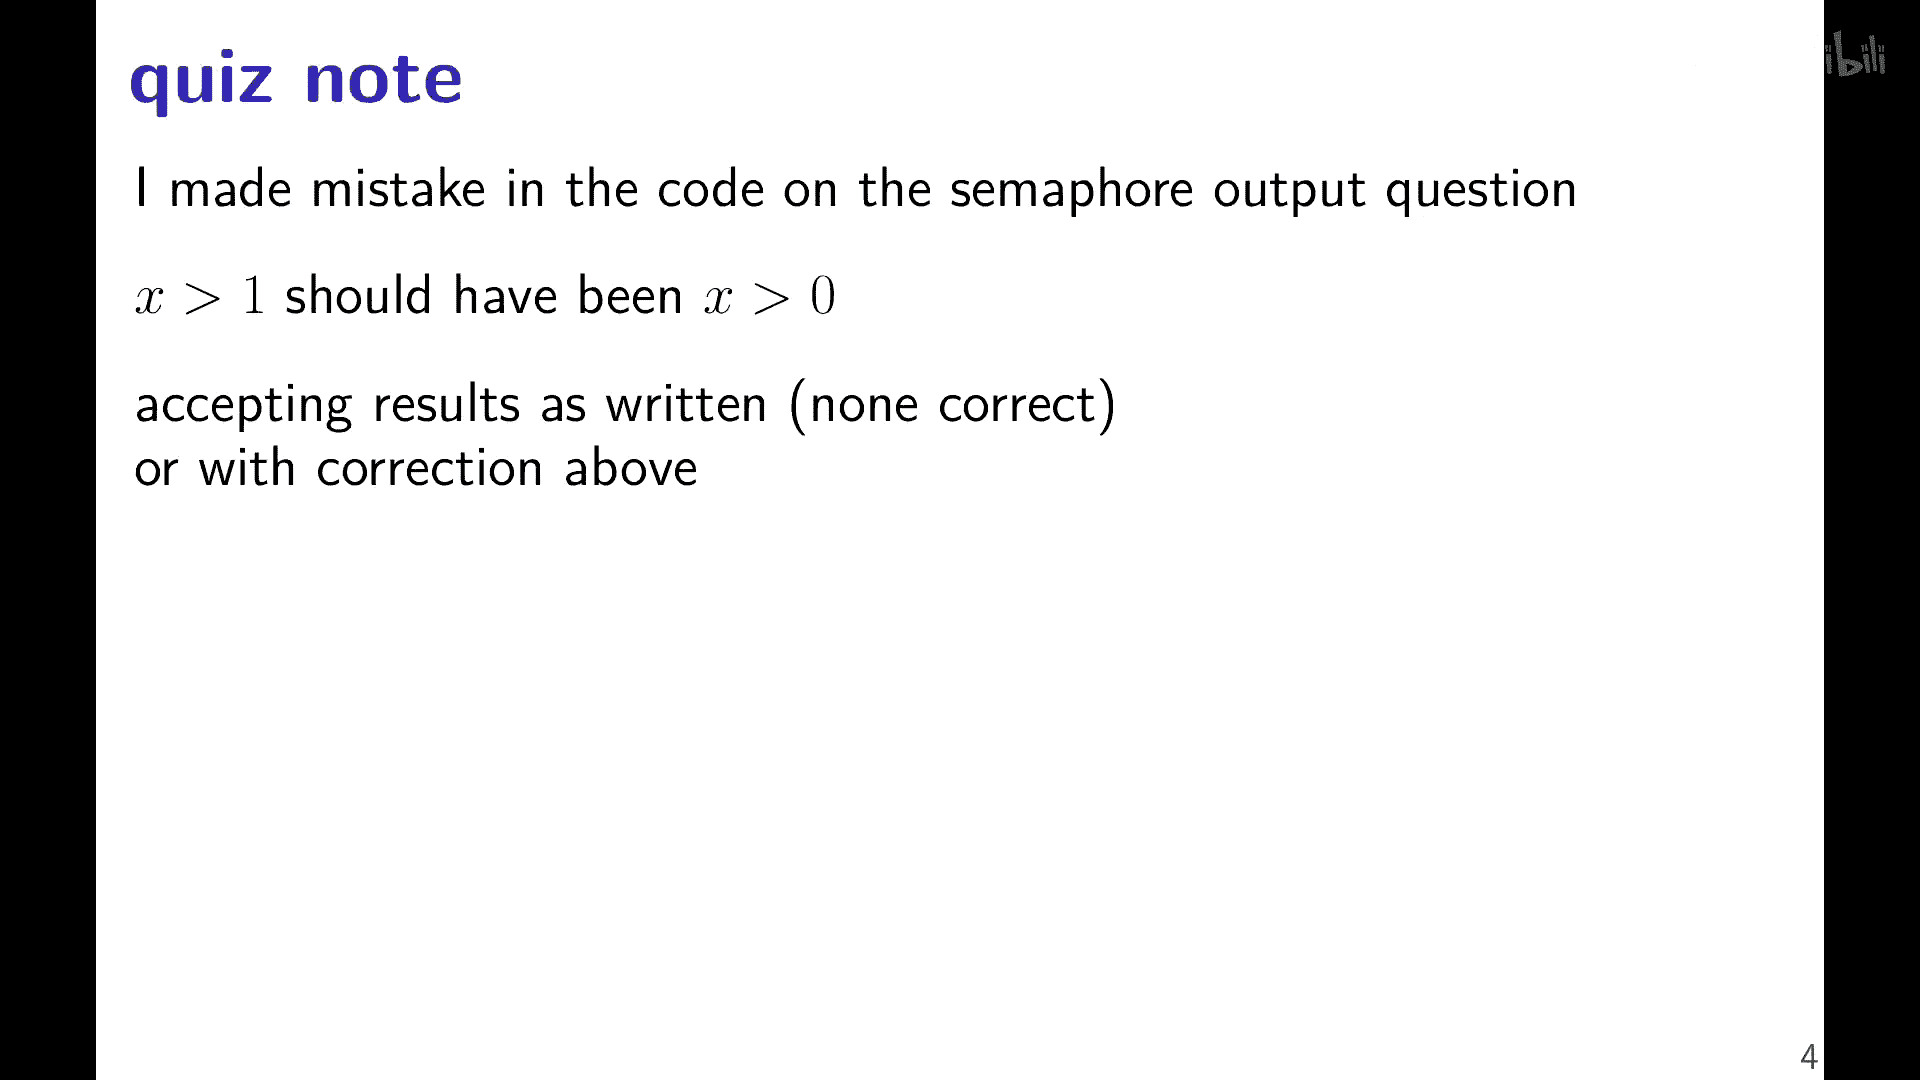 quiz note
I made mistake in the code on the semaphore output question
x > 1 should have been x > 0
accepting results as written (none correct)
or with correction above
4